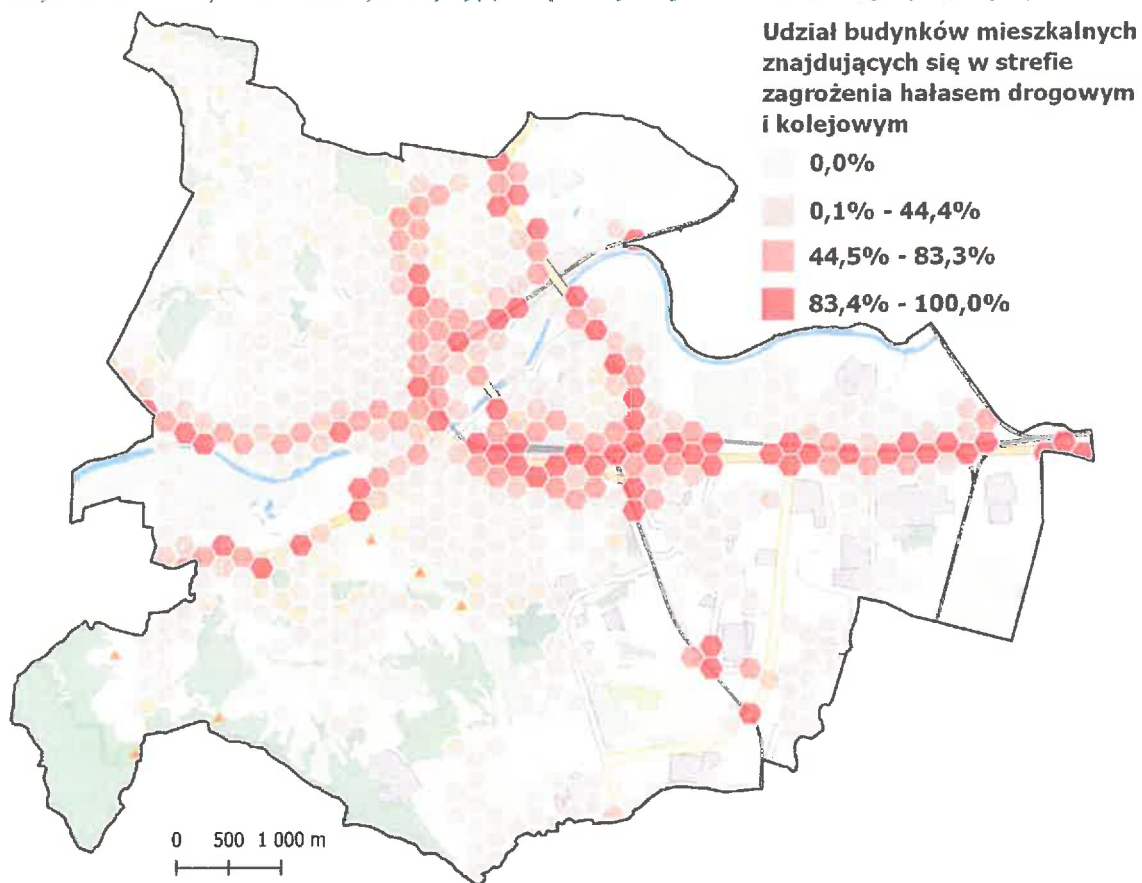 Udział budynków mieszkalnych
znajdujących się w strefie
zagrożenia hałasem drogowym
i kolejowym
0,0%
0,1% - 44,4%
44,5% - 83,3%
83,4% - 100,0%
0 500 1 000 m